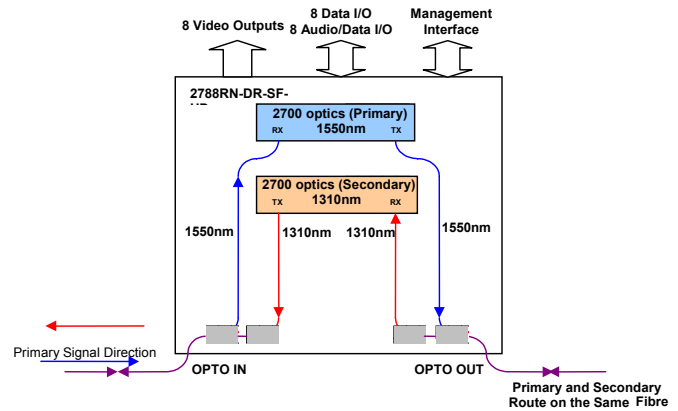 8 Video Outputs
8 Data I/O
8 Audio/Data I/O
Management
Interface
2788RN-DR-SF-
2700 optics (Primary)
RX 1550nm TX
2700 optics (Secondary)
TX 1310nm RX
1550nm
1310nm
1310nm
1550nm
Primary Signal Direction
OPTO IN
OPTO OUT
Primary and Secondary
Route on the Same Fibre